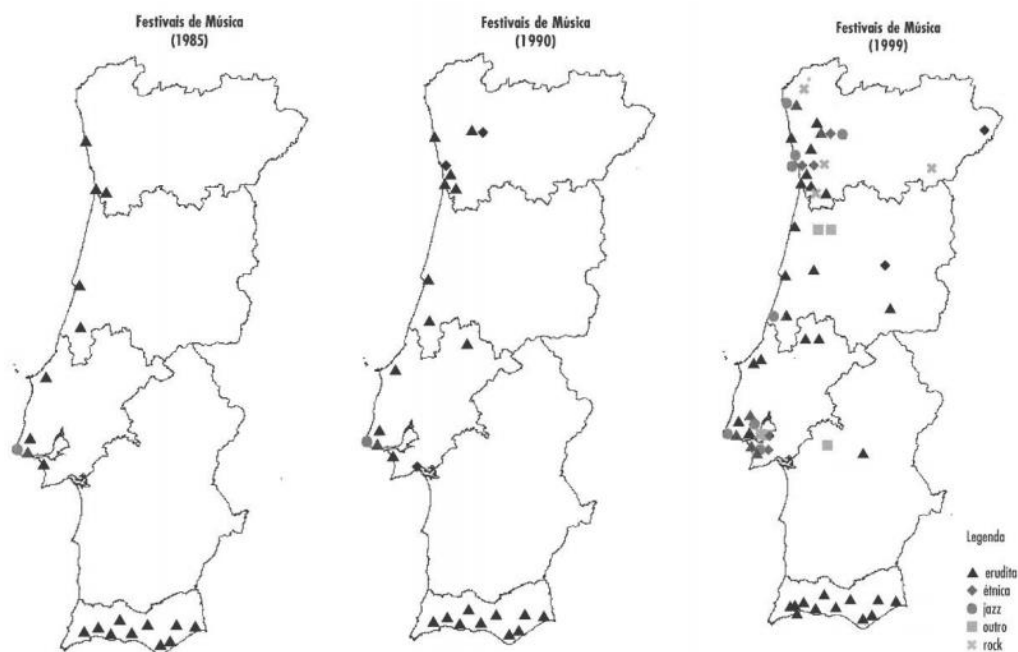 Festivais de Música
(1985)
Festivais de Música
(1990)
Festivais de Música
(1999)
Legenda
erudita
étnica
jazz
outro
rock